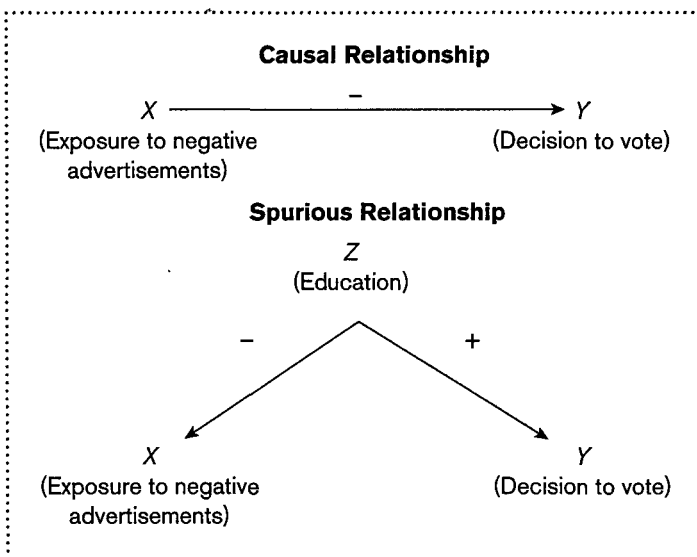 Causal Relationship
–
X Y
(Exposure to negative (Decision to vote)
advertisements)
Spurious Relationship
Z
(Education)
– +
X Y
(Exposure to negative (Decision to vote)
advertisements)